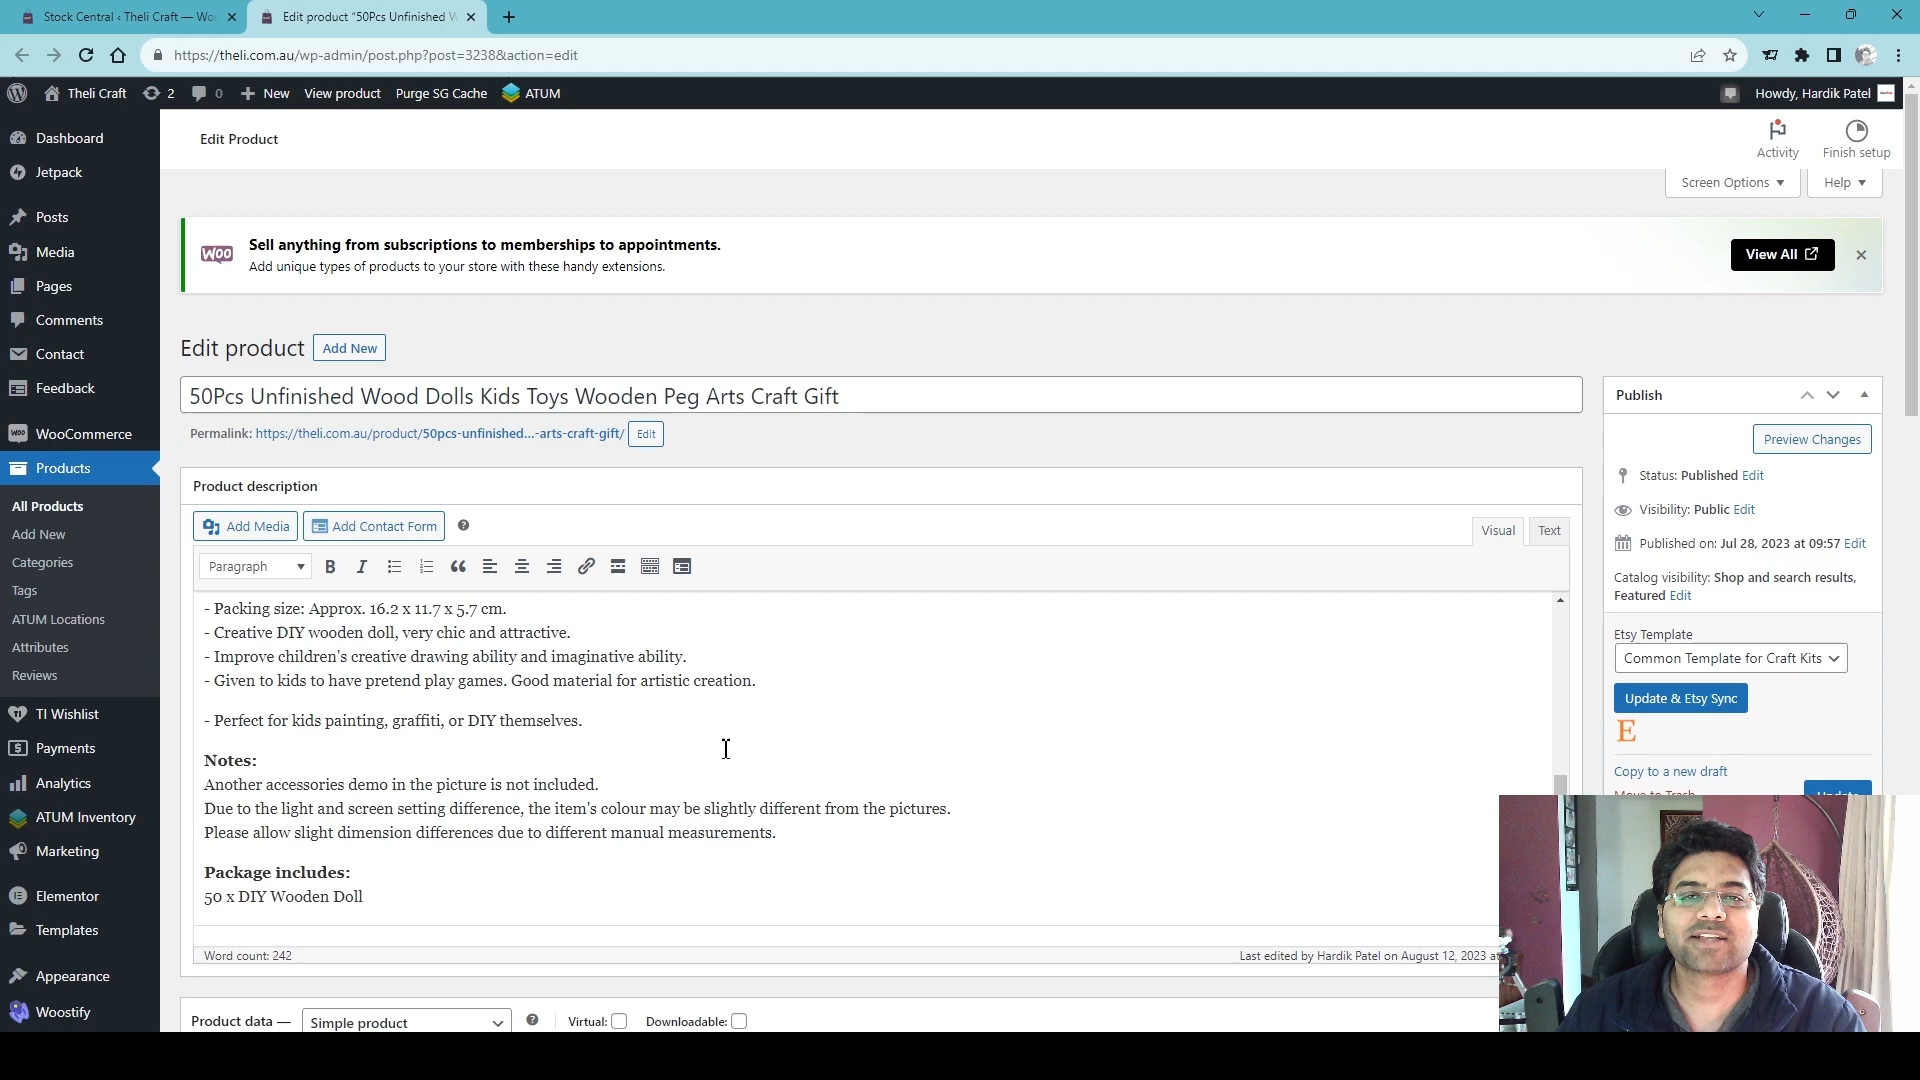 Stock Central ‹ Theli Craft — Wo
Edit product "50Pcs Unfinished W
https://theli.com.au/wp-admin/post.php?post=3238&action=edit
Theli Craft
2
0
New
View product
Purge SG Cache
ATUM
Howdy, Hardik Patel
Dashboard
Jetpack
Posts
Media
Pages
Comments
Contact
Feedback
WooCommerce
Products
All Products
Add New
Categories
Tags
ATUM Locations
Attributes
Reviews
TI Wishlist
Payments
Analytics
ATUM Inventory
Marketing
Elementor
Templates
Appearance
Woostify
Edit Product
Activity
Finish setup
Screen Options
Help
WOO
Sell anything from subscriptions to memberships to appointments.
Add unique types of products to your store with these handy extensions.
View All
Edit product
Add New
50Pcs Unfinished Wood Dolls Kids Toys Wooden Peg Arts Craft Gift
Permalink: https://theli.com.au/product/50pcs-unfinished...-arts-craft-gift/
Edit
Product description
Add Media
Add Contact Form
Visual
Text
Paragraph
- Packing size: Approx. 16.2 x 11.7 x 5.7 cm.
- Creative DIY wooden doll, very chic and attractive.
- Improve children's creative drawing ability and imaginative ability.
- Given to kids to have pretend play games. Good material for artistic creation.
- Perfect for kids painting, graffiti, or DIY themselves.
Notes:
Another accessories demo in the picture is not included.
Due to the light and screen setting difference, the item's colour may be slightly different from the pictures.
Please allow slight dimension differences due to different manual measurements.
Package includes:
50 x DIY Wooden Doll
Word count: 242
Last edited by Hardik Patel on August 12, 2023 at
Product data —
Simple product
Virtual:
Downloadable:
Publish
Preview Changes
Status: Published Edit
Visibility: Public Edit
Published on: Jul 28, 2023 at 09:57 Edit
Catalog visibility: Shop and search results,
Featured Edit
Etsy Template
Common Template for Craft Kits
Update & Etsy Sync
E
Copy to a new draft
Move to Trash
Update